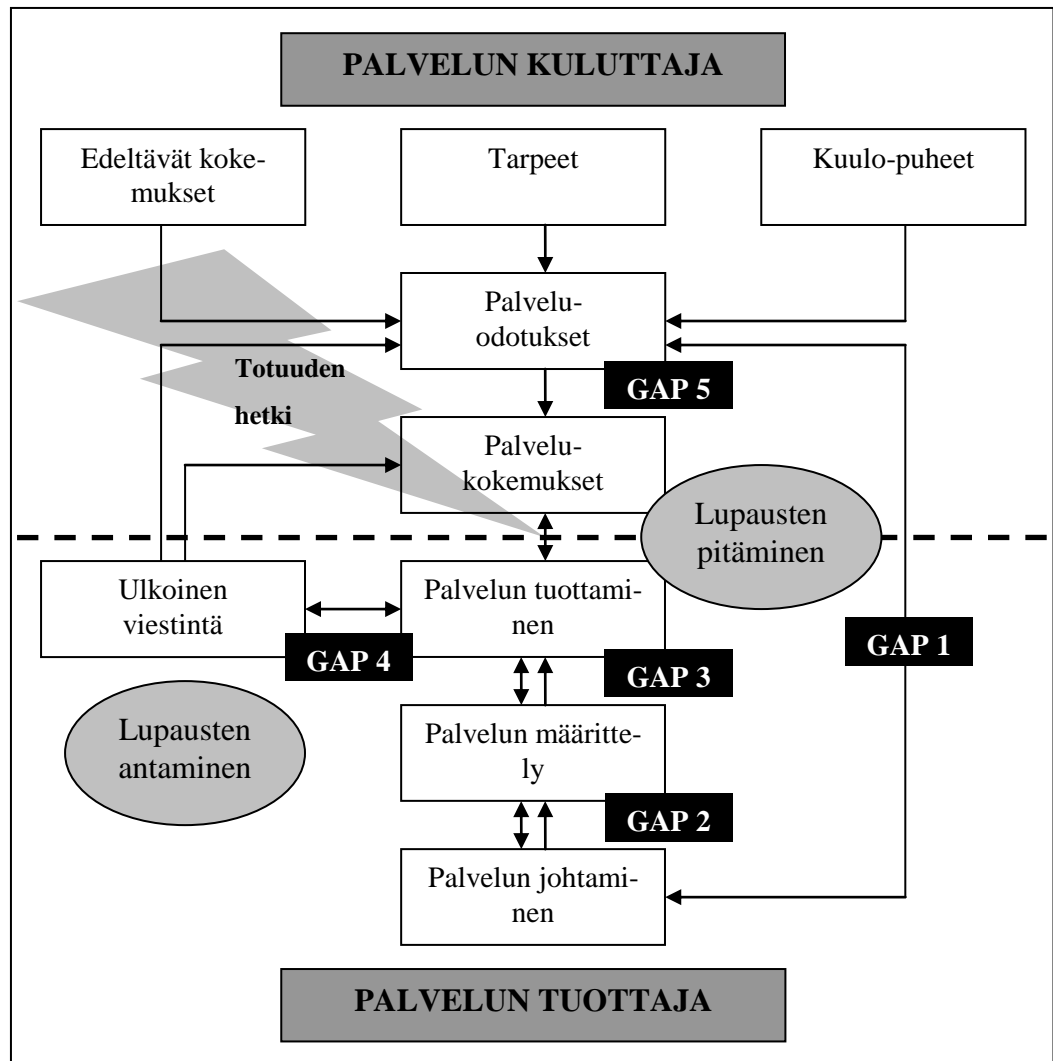 PALVELUN KULUTTAJA
Edeltävät koke-
mukset
Tarpeet
Kuulo-puheet
Palvelu-
odotukset
GAP 5
Totuuden
hetki
Palvelu-
kokemukset
Lupausten
pitäminen
Ulkoinen
viestintä
GAP 4
Palvelun tuottami-
nen
GAP 3
GAP 1
Lupausten
antaminen
Palvelun määritte-
ly
GAP 2
Palvelun johtami-
nen
PALVELUN TUOTTAJA